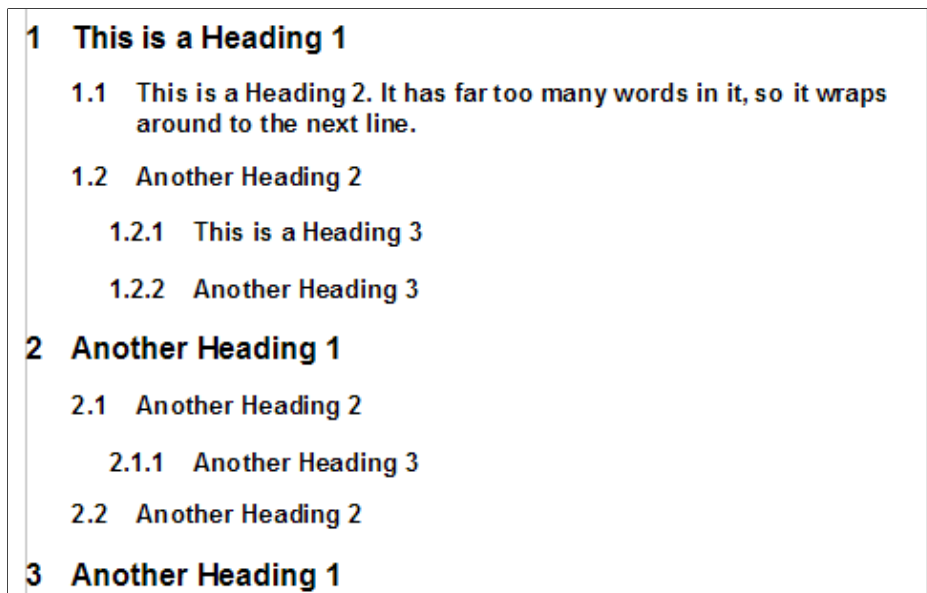 1 This is a Heading 1
1.1 This is a Heading 2. It has far too many words in it, so it wraps
around to the next line.
1.2 Another Heading 2
1.2.1 This is a Heading 3
1.2.2 Another Heading 3
2 Another Heading 1
2.1 Another Heading 2
2.1.1 Another Heading 3
2.2 Another Heading 2
3 Another Heading 1